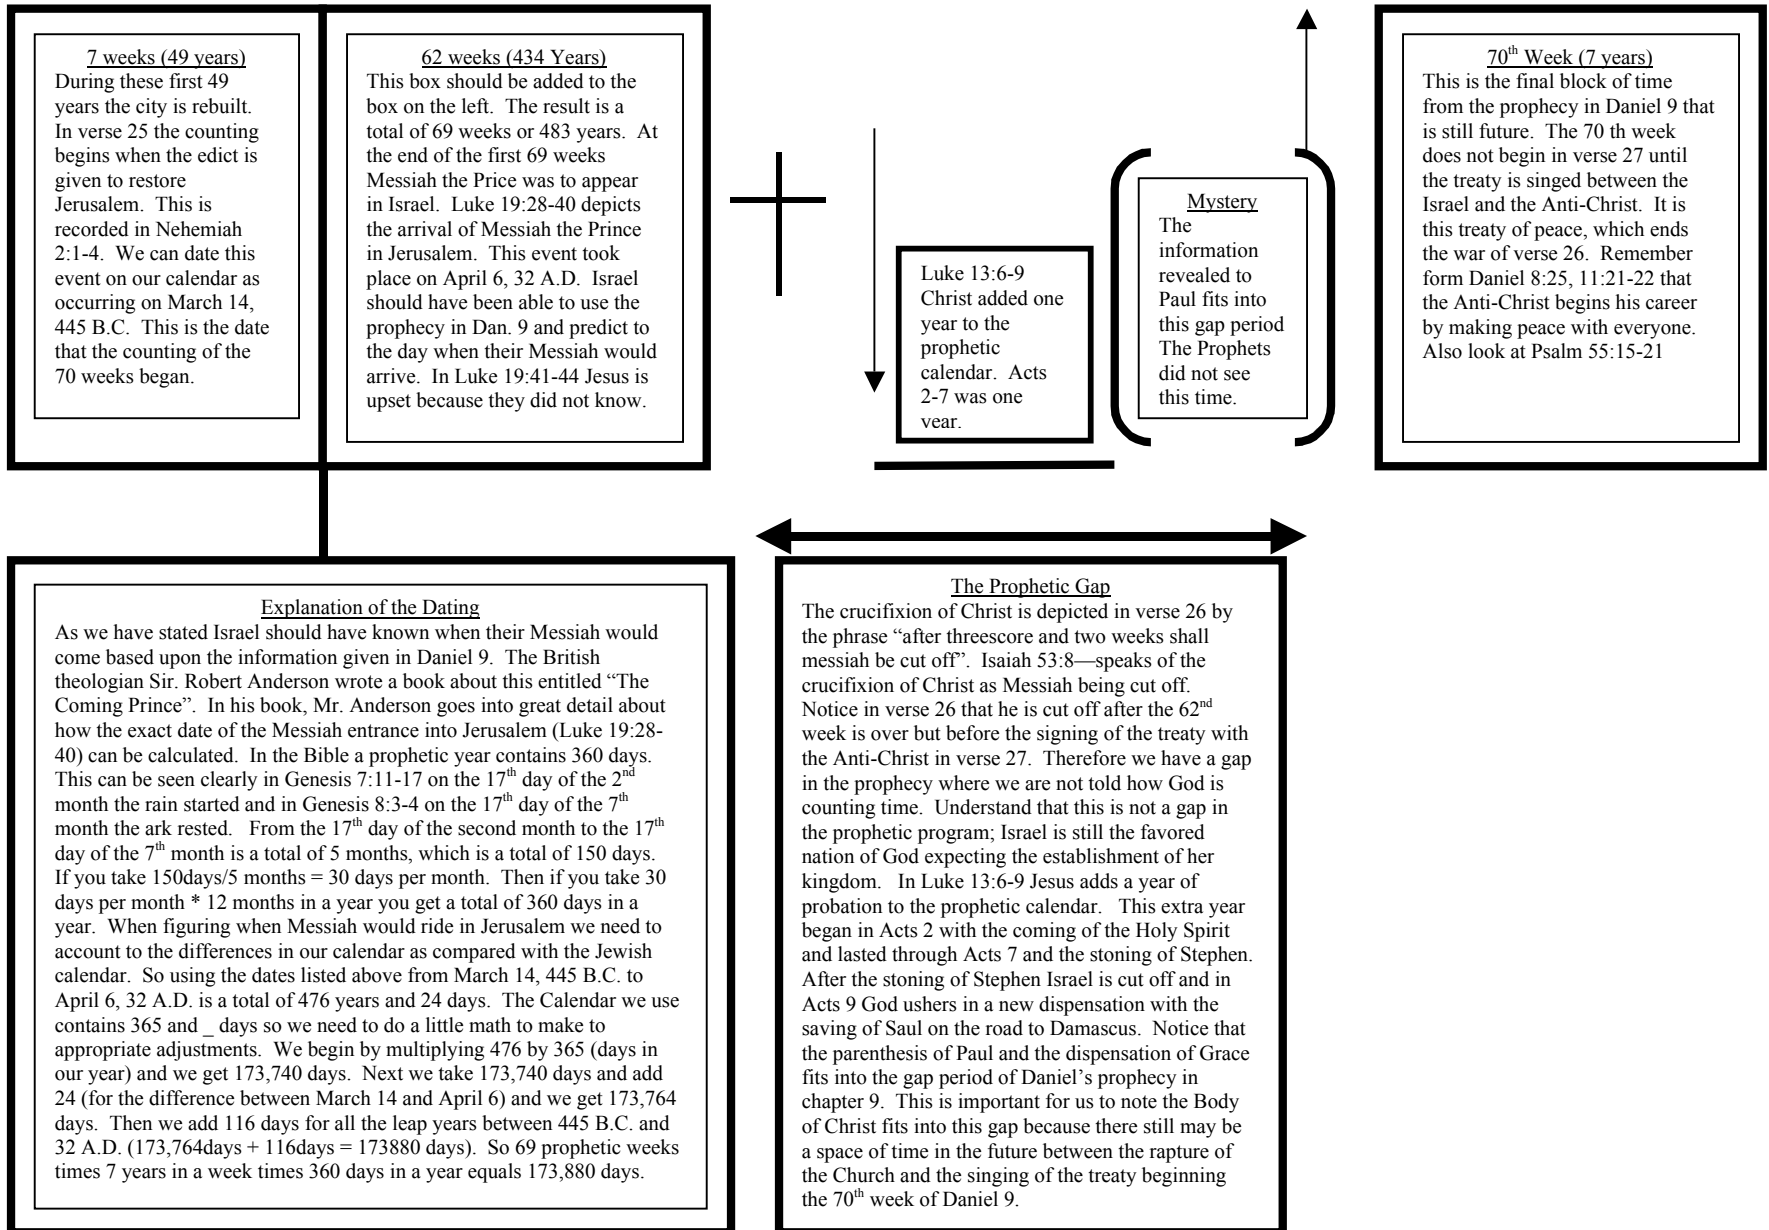 7 weeks (49 years)
During these first 49
years the city is rebuilt.
In verse 25 the counting
begins when the edict is
given to restore
Jerusalem.  This is
recorded in Nehemiah
2:1-4.  We can date this
event on our calendar as
occurring on March 14,
445 B.C.  This is the date
that the counting of the
70 weeks began.
62 weeks (434 Years)
This box should be added to the
box on the left.  The result is a
total of 69 weeks or 483 years.  At
the end of the first 69 weeks
Messiah the Price was to appear
in Israel.  Luke 19:28-40 depicts
the arrival of Messiah the Prince
in Jerusalem.  This event took
place on April 6, 32 A.D.  Israel
should have been able to use the
prophecy in Dan. 9 and predict to
the day when their Messiah would
arrive.  In Luke 19:41-44 Jesus is
upset because they did not know.
Luke 13:6-9
Christ added one
year to the
prophetic
calendar.  Acts
2-7 was one
year.
Mystery
The
information
revealed to
Paul fits into
this gap period
The Prophets
did not see
this time.
70th Week (7 years)
This is the final block of time
from the prophecy in Daniel 9 that
is still future.  The 70 th week
does not begin in verse 27 until
the treaty is singed between the
Israel and the Anti-Christ.  It is
this treaty of peace, which ends
the war of verse 26.  Remember
form Daniel 8:25, 11:21-22 that
the Anti-Christ begins his career
by making peace with everyone.
Also look at Psalm 55:15-21
Explanation of the Dating
As we have stated Israel should have known when their Messiah would
come based upon the information given in Daniel 9.  The British
theologian Sir. Robert Anderson wrote a book about this entitled “The
Coming Prince”.  In his book, Mr. Anderson goes into great detail about
how the exact date of the Messiah entrance into Jerusalem (Luke 19:28-
40) can be calculated.  In the Bible a prophetic year contains 360 days.
This can be seen clearly in Genesis 7:11-17 on the 17th day of the 2nd
month the rain started and in Genesis 8:3-4 on the 17th day of the 7th
month the ark rested.  From the 17th day of the second month to the 17th
day of the 7th month is a total of 5 months, which is a total of 150 days.
If you take 150days/5 months = 30 days per month.  Then if you take 30
days per month * 12 months in a year you get a total of 360 days in a
year.  When figuring when Messiah would ride in Jerusalem we need to
account to the differences in our calendar as compared with the Jewish
calendar.  So using the dates listed above from March 14, 445 B.C. to
April 6, 32 A.D. is a total of 476 years and 24 days.  The Calendar we use
contains 365 and _ days so we need to do a little math to make to
appropriate adjustments.  We begin by multiplying 476 by 365 (days in
our year) and we get 173,740 days.  Next we take 173,740 days and add
24 (for the difference between March 14 and April 6) and we get 173,764
days.  Then we add 116 days for all the leap years between 445 B.C. and
32 A.D. (173,764days + 116days = 173880 days).  So 69 prophetic weeks
times 7 years in a week times 360 days in a year equals 173,880 days.
The Prophetic Gap
The crucifixion of Christ is depicted in verse 26 by
the phrase “after threescore and two weeks shall
messiah be cut off”.  Isaiah 53:8—speaks of the
crucifixion of Christ as Messiah being cut off.
Notice in verse 26 that he is cut off after the 62nd
week is over but before the signing of the treaty with
the Anti-Christ in verse 27.  Therefore we have a gap
in the prophecy where we are not told how God is
counting time.  Understand that this is not a gap in
the prophetic program; Israel is still the favored
nation of God expecting the establishment of her
kingdom.   In Luke 13:6-9 Jesus adds a year of
probation to the prophetic calendar.   This extra year
began in Acts 2 with the coming of the Holy Spirit
and lasted through Acts 7 and the stoning of Stephen.
After the stoning of Stephen Israel is cut off and in
Acts 9 God ushers in a new dispensation with the
saving of Saul on the road to Damascus.  Notice that
the parenthesis of Paul and the dispensation of Grace
fits into the gap period of Daniel’s prophecy in
chapter 9.  This is important for us to note the Body
of Christ fits into this gap because there still may be
a space of time in the future between the rapture of
the Church and the singing of the treaty beginning
the 70th week of Daniel 9.